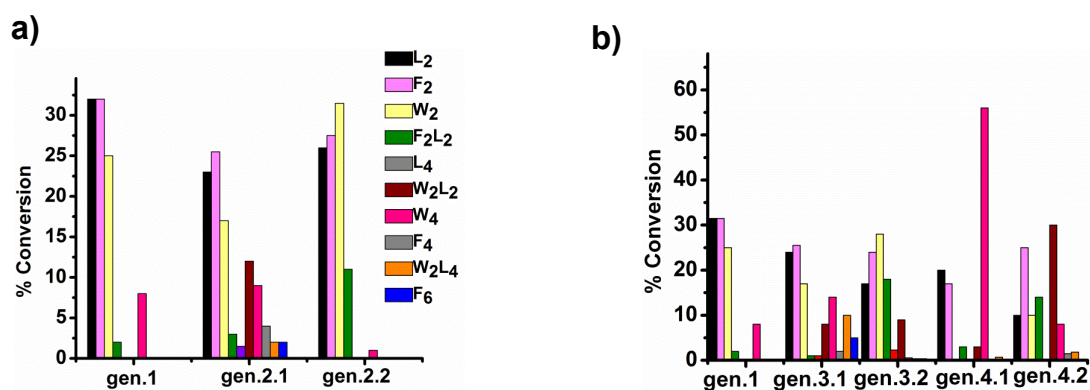 a)
% Conversion
30
25
20
15
10
5
0
gen.1
gen.2.1
gen.2.2
L2
F2
W2
F2L2
L4
W2L2
W4
F4
W2L4
F6
b)
% Conversion
60
50
40
30
20
10
0
gen.1
gen.3.1
gen.3.2
gen.4.1
gen.4.2